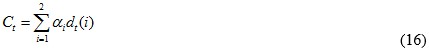 C_t = \sum_{i=1}^{2} \alpha_i d_t(i) (16)